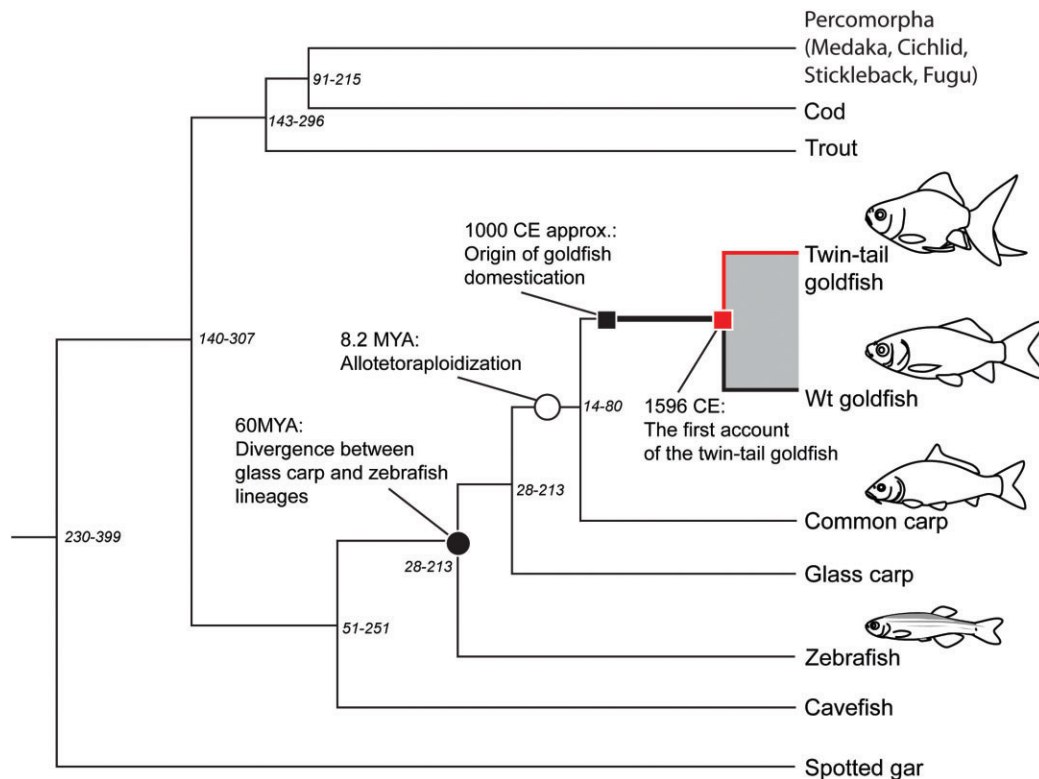 Percomorpha
(Medaka, Cichlid,
Stickleback, Fugu)
91-215
Cod
143-296
Trout
1000 CE approx.:
Origin of goldfish
domestication
Twin-tail
goldfish
140-307
8.2 MYA:
Allotetoraploidization
14-80
Wt goldfish
1596 CE:
The first account
of the twin-tail goldfish
60MYA:
Divergence between
glass carp and zebrafish
lineages
28-213
Common carp
230-399
28-213
Glass carp
51-251
Zebrafish
Cavefish
Spotted gar